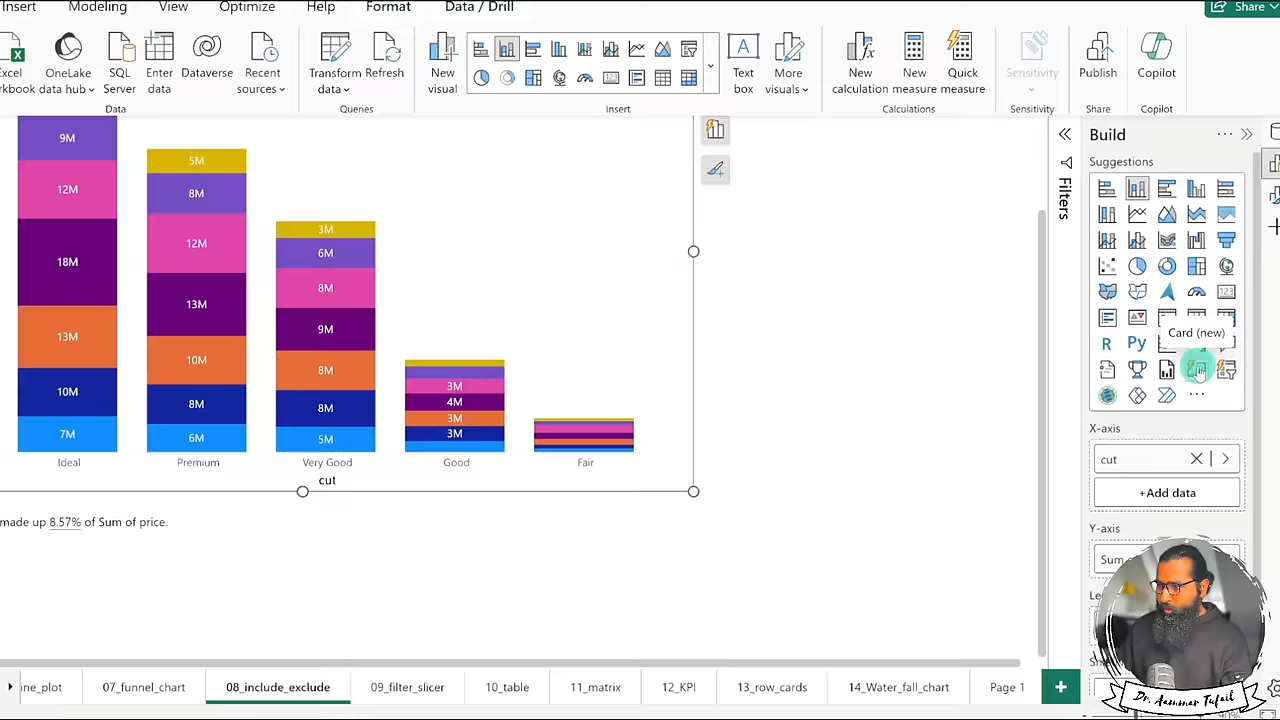 Insert Modeling View Optimize Help Format Data / Drill Share
Excel workbook
OneLake data hub
SQL Server
Enter data
Dataverse
Recent sources
Data
Transform data
Refresh
Queries
New visual
Text box
More visuals
Insert
New calculation
New measure
Quick measure
Calculations
Sensitivity
Sensitivity
Publish
Share
Copilot
Copilot
9M
12M
18M
13M
10M
7M
5M
8M
12M
13M
10M
8M
6M
3M
6M
8M
9M
8M
8M
5M
3M
4M
3M
3M
Ideal Premium Very Good Good Fair
cut
made up 8.57% of Sum of price.
Filters
Build
Suggestions
123
Card (new)
R Py
X-axis
cut
+Add data
Y-axis
Sum
Dr. Aammar Tufail
ine_plot 07_funnel_chart 08_include_exclude 09_filter_slicer 10_table 11_matrix 12_KPI 13_row_cards 14_Water_fall_chart Page 1
90%